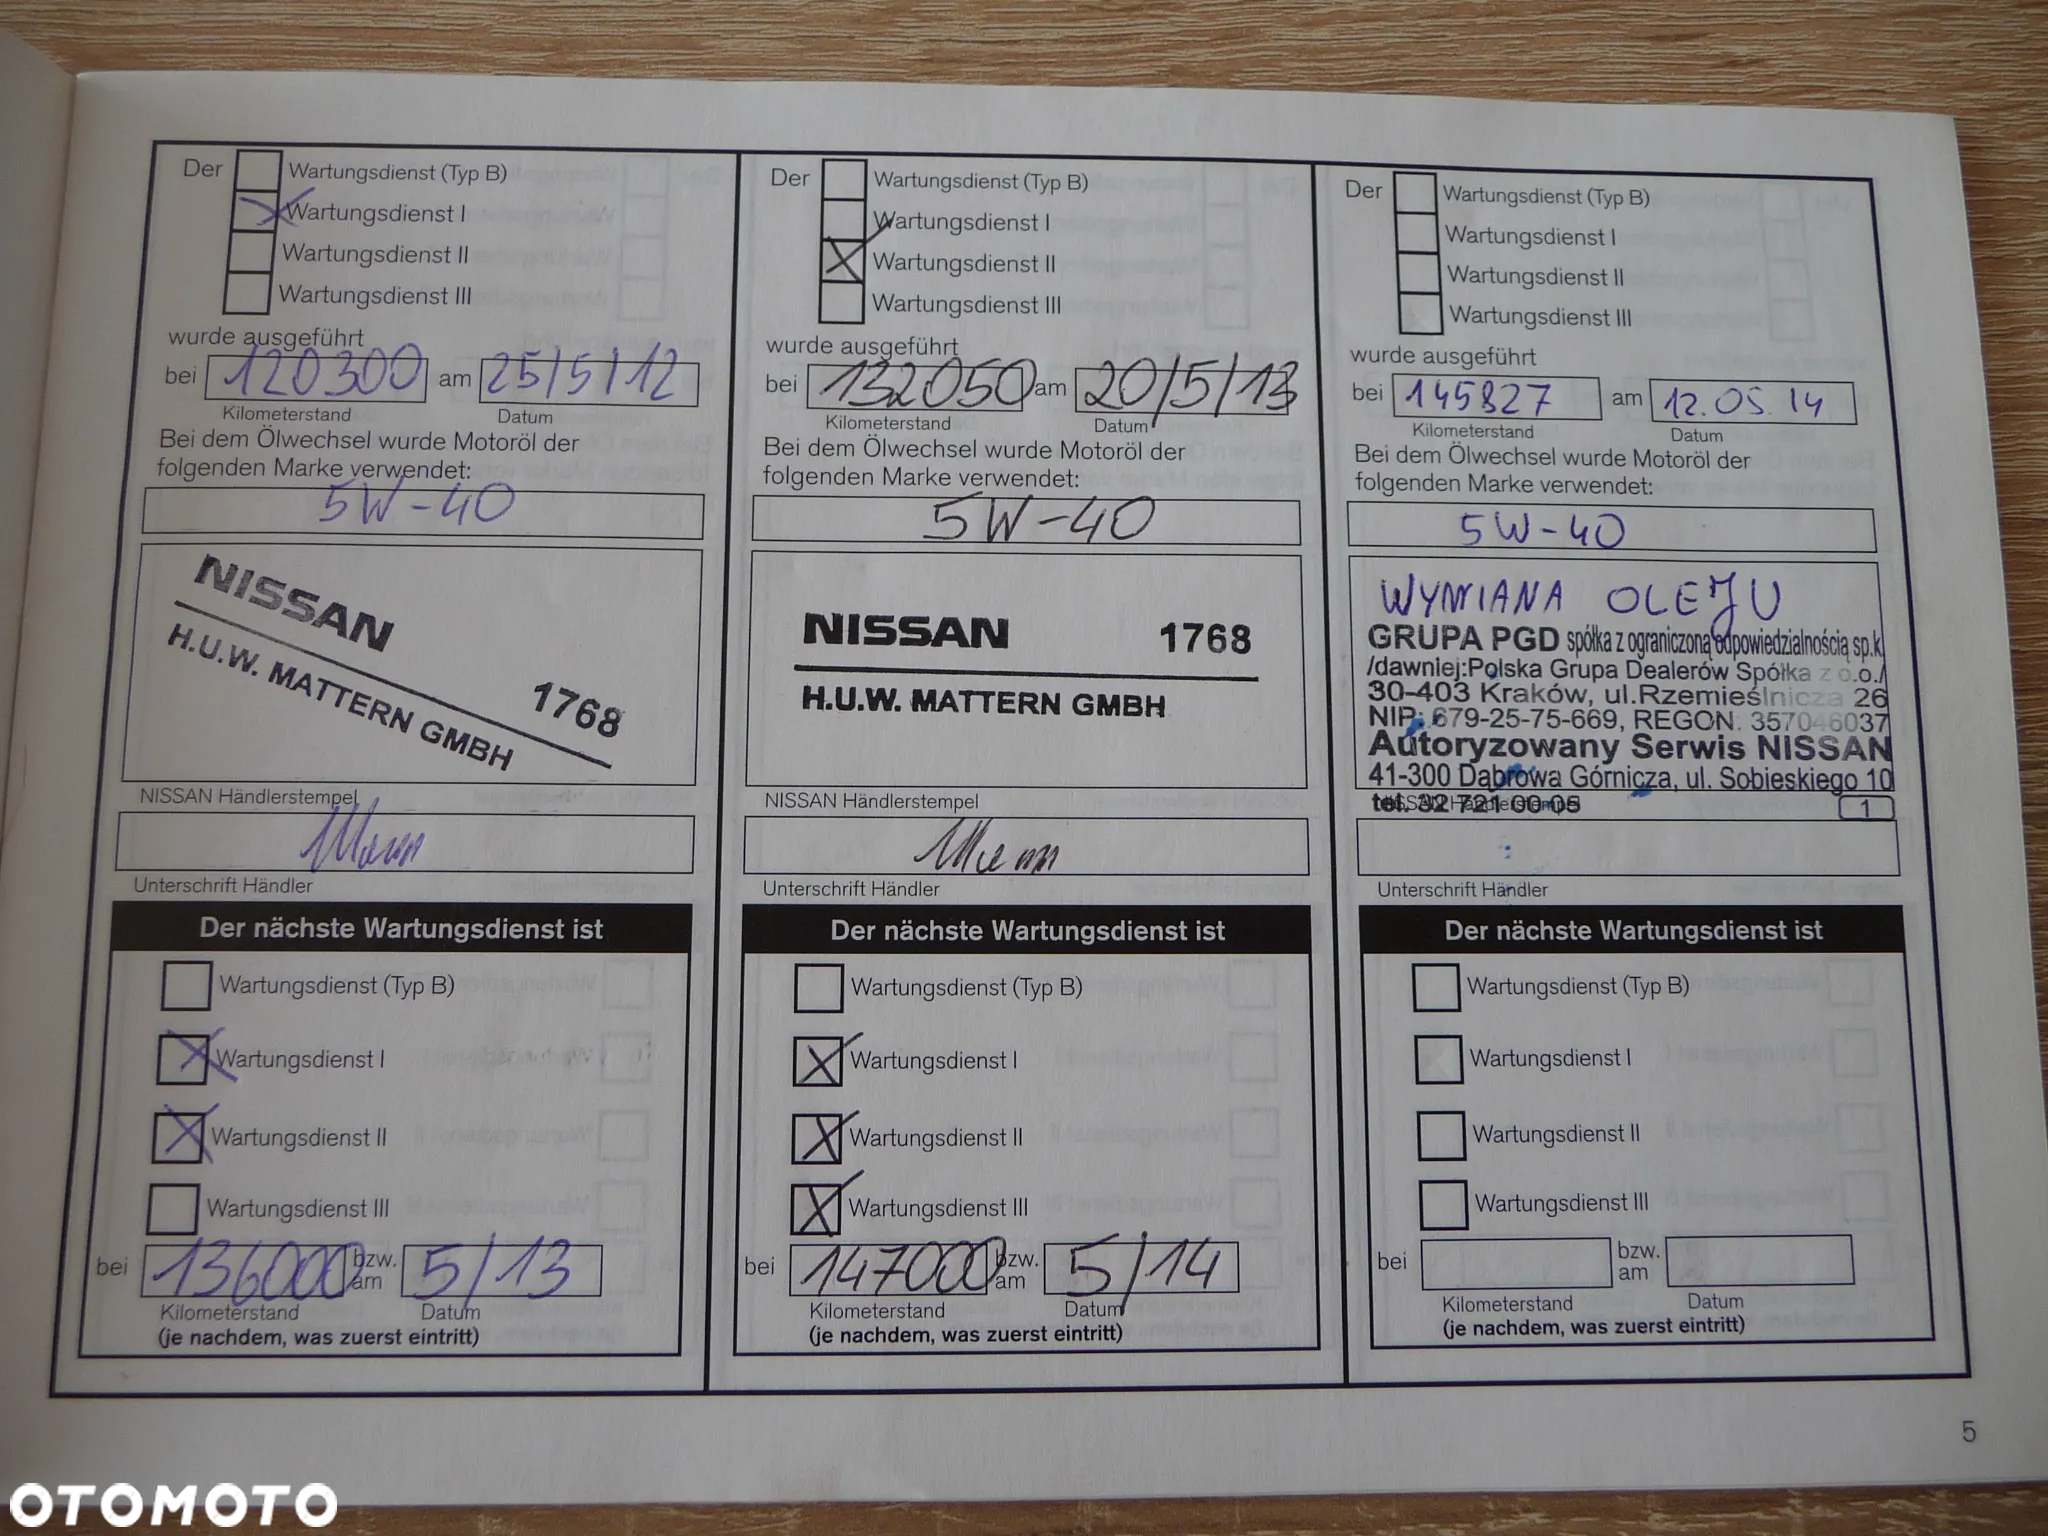 Der Wartungsdienst (Typ B)
Wartungsdienst I
Wartungsdienst II
Wartungsdienst III
wurde ausgeführt
bei 120300 am 25/5/12
Kilometerstand Datum
Bei dem Ölwechsel wurde Motoröl der
folgenden Marke verwendet:
5W-40
NISSAN
1768
H.U.W. MATTERN GMBH
NISSAN Händlerstempel
Unterschrift Händler
Der nächste Wartungsdienst ist
Wartungsdienst (Typ B)
Wartungsdienst I
Wartungsdienst II
Wartungsdienst III
bei 136000 bzw. am 5/13
Kilometerstand Datum
(je nachdem, was zuerst eintritt)
Der Wartungsdienst (Typ B)
Wartungsdienst I
Wartungsdienst II
Wartungsdienst III
wurde ausgeführt
bei 132050 am 20/5/13
Kilometerstand Datum
Bei dem Ölwechsel wurde Motoröl der
folgenden Marke verwendet:
5W-40
NISSAN 1768
H.U.W. MATTERN GMBH
NISSAN Händlerstempel
Unterschrift Händler
Der nächste Wartungsdienst ist
Wartungsdienst (Typ B)
Wartungsdienst I
Wartungsdienst II
Wartungsdienst III
bei 147000 bzw. am 5/14
Kilometerstand Datum
(je nachdem, was zuerst eintritt)
Der Wartungsdienst (Typ B)
Wartungsdienst I
Wartungsdienst II
Wartungsdienst III
wurde ausgeführt
bei 145827 am 12.05.14
Kilometerstand Datum
Bei dem Ölwechsel wurde Motoröl der
folgenden Marke verwendet:
5W-40
WYMIANA OLEJU
GRUPA PGD spółka z ograniczoną odpowiedzialnością sp.k
/dawniej:Polska Grupa Dealerów Spółka z o.o./
30-403 Kraków, ul.Rzemieślnicza 26
NIP: 679-25-75-669, REGON: 357046037
Autoryzowany Serwis NISSAN
41-300 Dąbrowa Górnicza, ul. Sobieskiego 10
tel. 32 721 00 05 1
NISSAN Händlerstempel
Unterschrift Händler
Der nächste Wartungsdienst ist
Wartungsdienst (Typ B)
Wartungsdienst I
Wartungsdienst II
Wartungsdienst III
bei bzw. am
Kilometerstand Datum
(je nachdem, was zuerst eintritt)
5
OTOMOTO